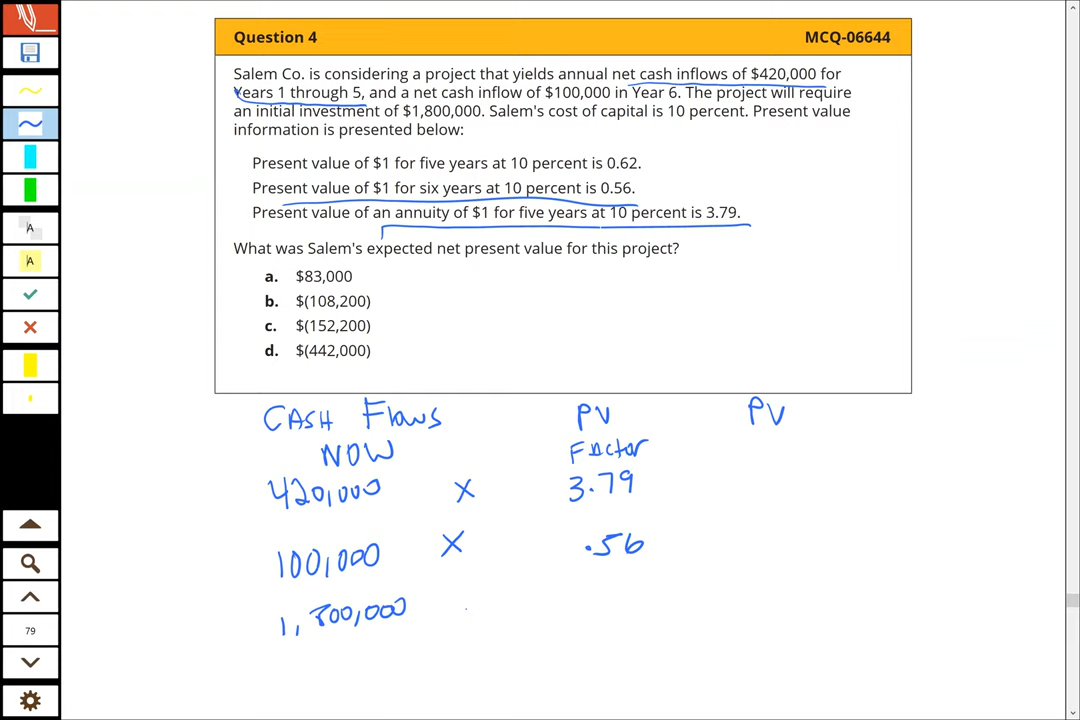 Question 4 MCQ-06644
Salem Co. is considering a project that yields annual net cash inflows of $420,000 for
Years 1 through 5, and a net cash inflow of $100,000 in Year 6. The project will require
an initial investment of $1,800,000. Salem's cost of capital is 10 percent. Present value
information is presented below:
Present value of $1 for five years at 10 percent is 0.62.
Present value of $1 for six years at 10 percent is 0.56.
Present value of an annuity of $1 for five years at 10 percent is 3.79.
What was Salem's expected net present value for this project?
a. $83,000
b. $(108,200)
c. $(152,200)
d. $(442,000)
CASH Flows PV PV
NOW Factor
420,000 X 3.79
100,000 X .56
1,800,000
A
A
79